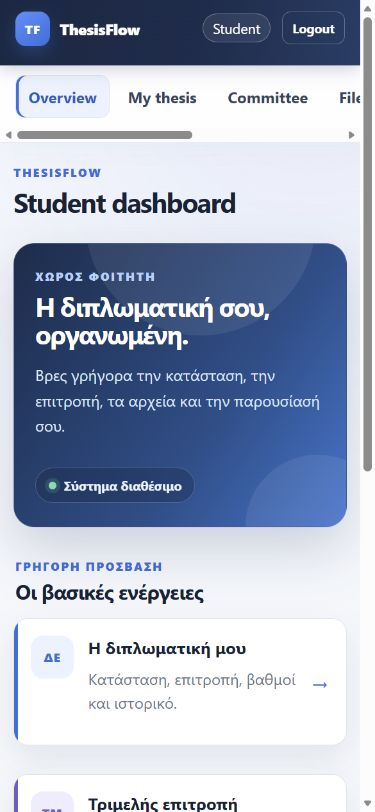 TF ThesisFlow Student Logout
Overview My thesis Committee File
THESISFLOW
Student dashboard
ΧΩΡΟΣ ΦΟΙΤΗΤΗ
Η διπλωματική σου,
οργανωμένη.
Βρες γρήγορα την κατάσταση, την
επιτροπή, τα αρχεία και την παρουσίασή
σου.
Σύστημα διαθέσιμο
ΓΡΗΓΟΡΗ ΠΡΟΣΒΑΣΗ
Οι βασικές ενέργειες
ΔΕ Η διπλωματική μου
Κατάσταση, επιτροπή, βαθμοί →
και ιστορικό.
Τριμελής επιτροπή